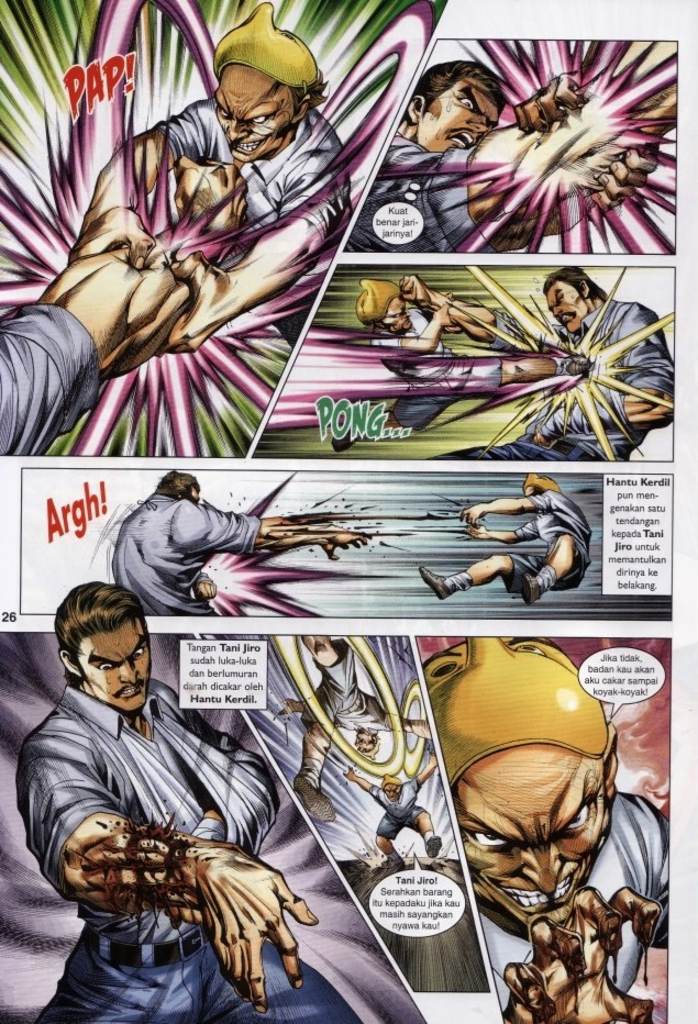 PAP!
Kuat
benar jari-
jarinya!
PONG...
Argh!
Hantu Kerdil
pun men-
genakan satu
tendangan
kepada Tani
Jiro untuk
memantulkan
dirinya ke
belakang.
26
Tangan Tani Jiro
sudah luka-luka
dan berlumuran
darah dicakar oleh
Hantu Kerdil.
Tani Jiro!
Serahkan barang
itu kepadaku jika kau
masih sayangkan
nyawa kau!
Jika tidak,
badan kau akan
aku cakar sampai
koyak-koyak!